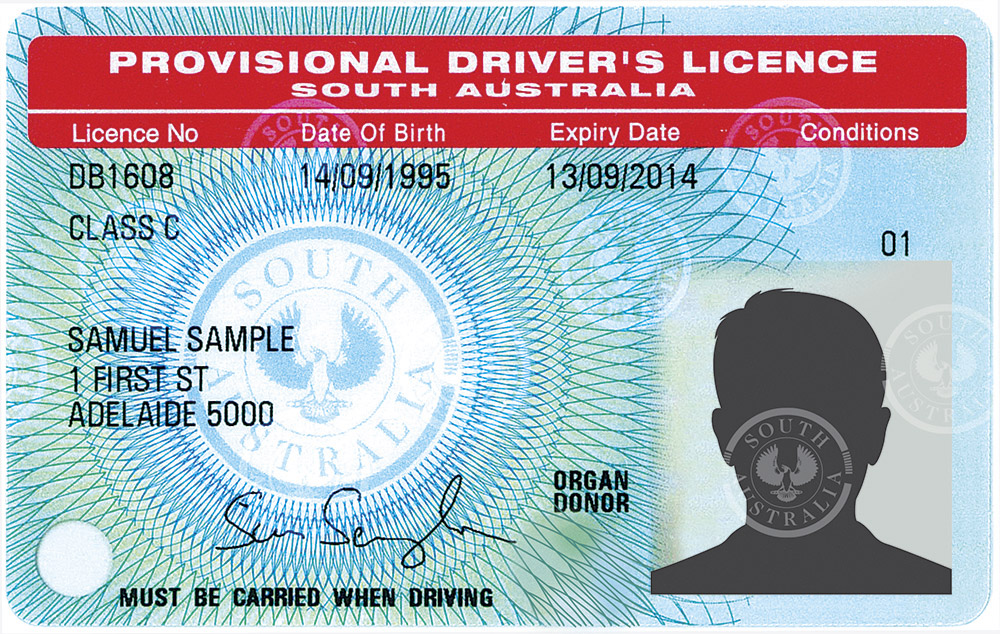 PROVISIONAL DRIVER'S LICENCE
SOUTH AUSTRALIA
Licence No Date Of Birth Expiry Date Conditions
DB1608 14/09/1995 13/09/2014
CLASS C
01
SOUTH AUSTRALIA
SAMUEL SAMPLE
1 FIRST ST
ADELAIDE 5000
SOUTH AUSTRALIA
ORGAN
DONOR
Sam Sample
MUST BE CARRIED WHEN DRIVING